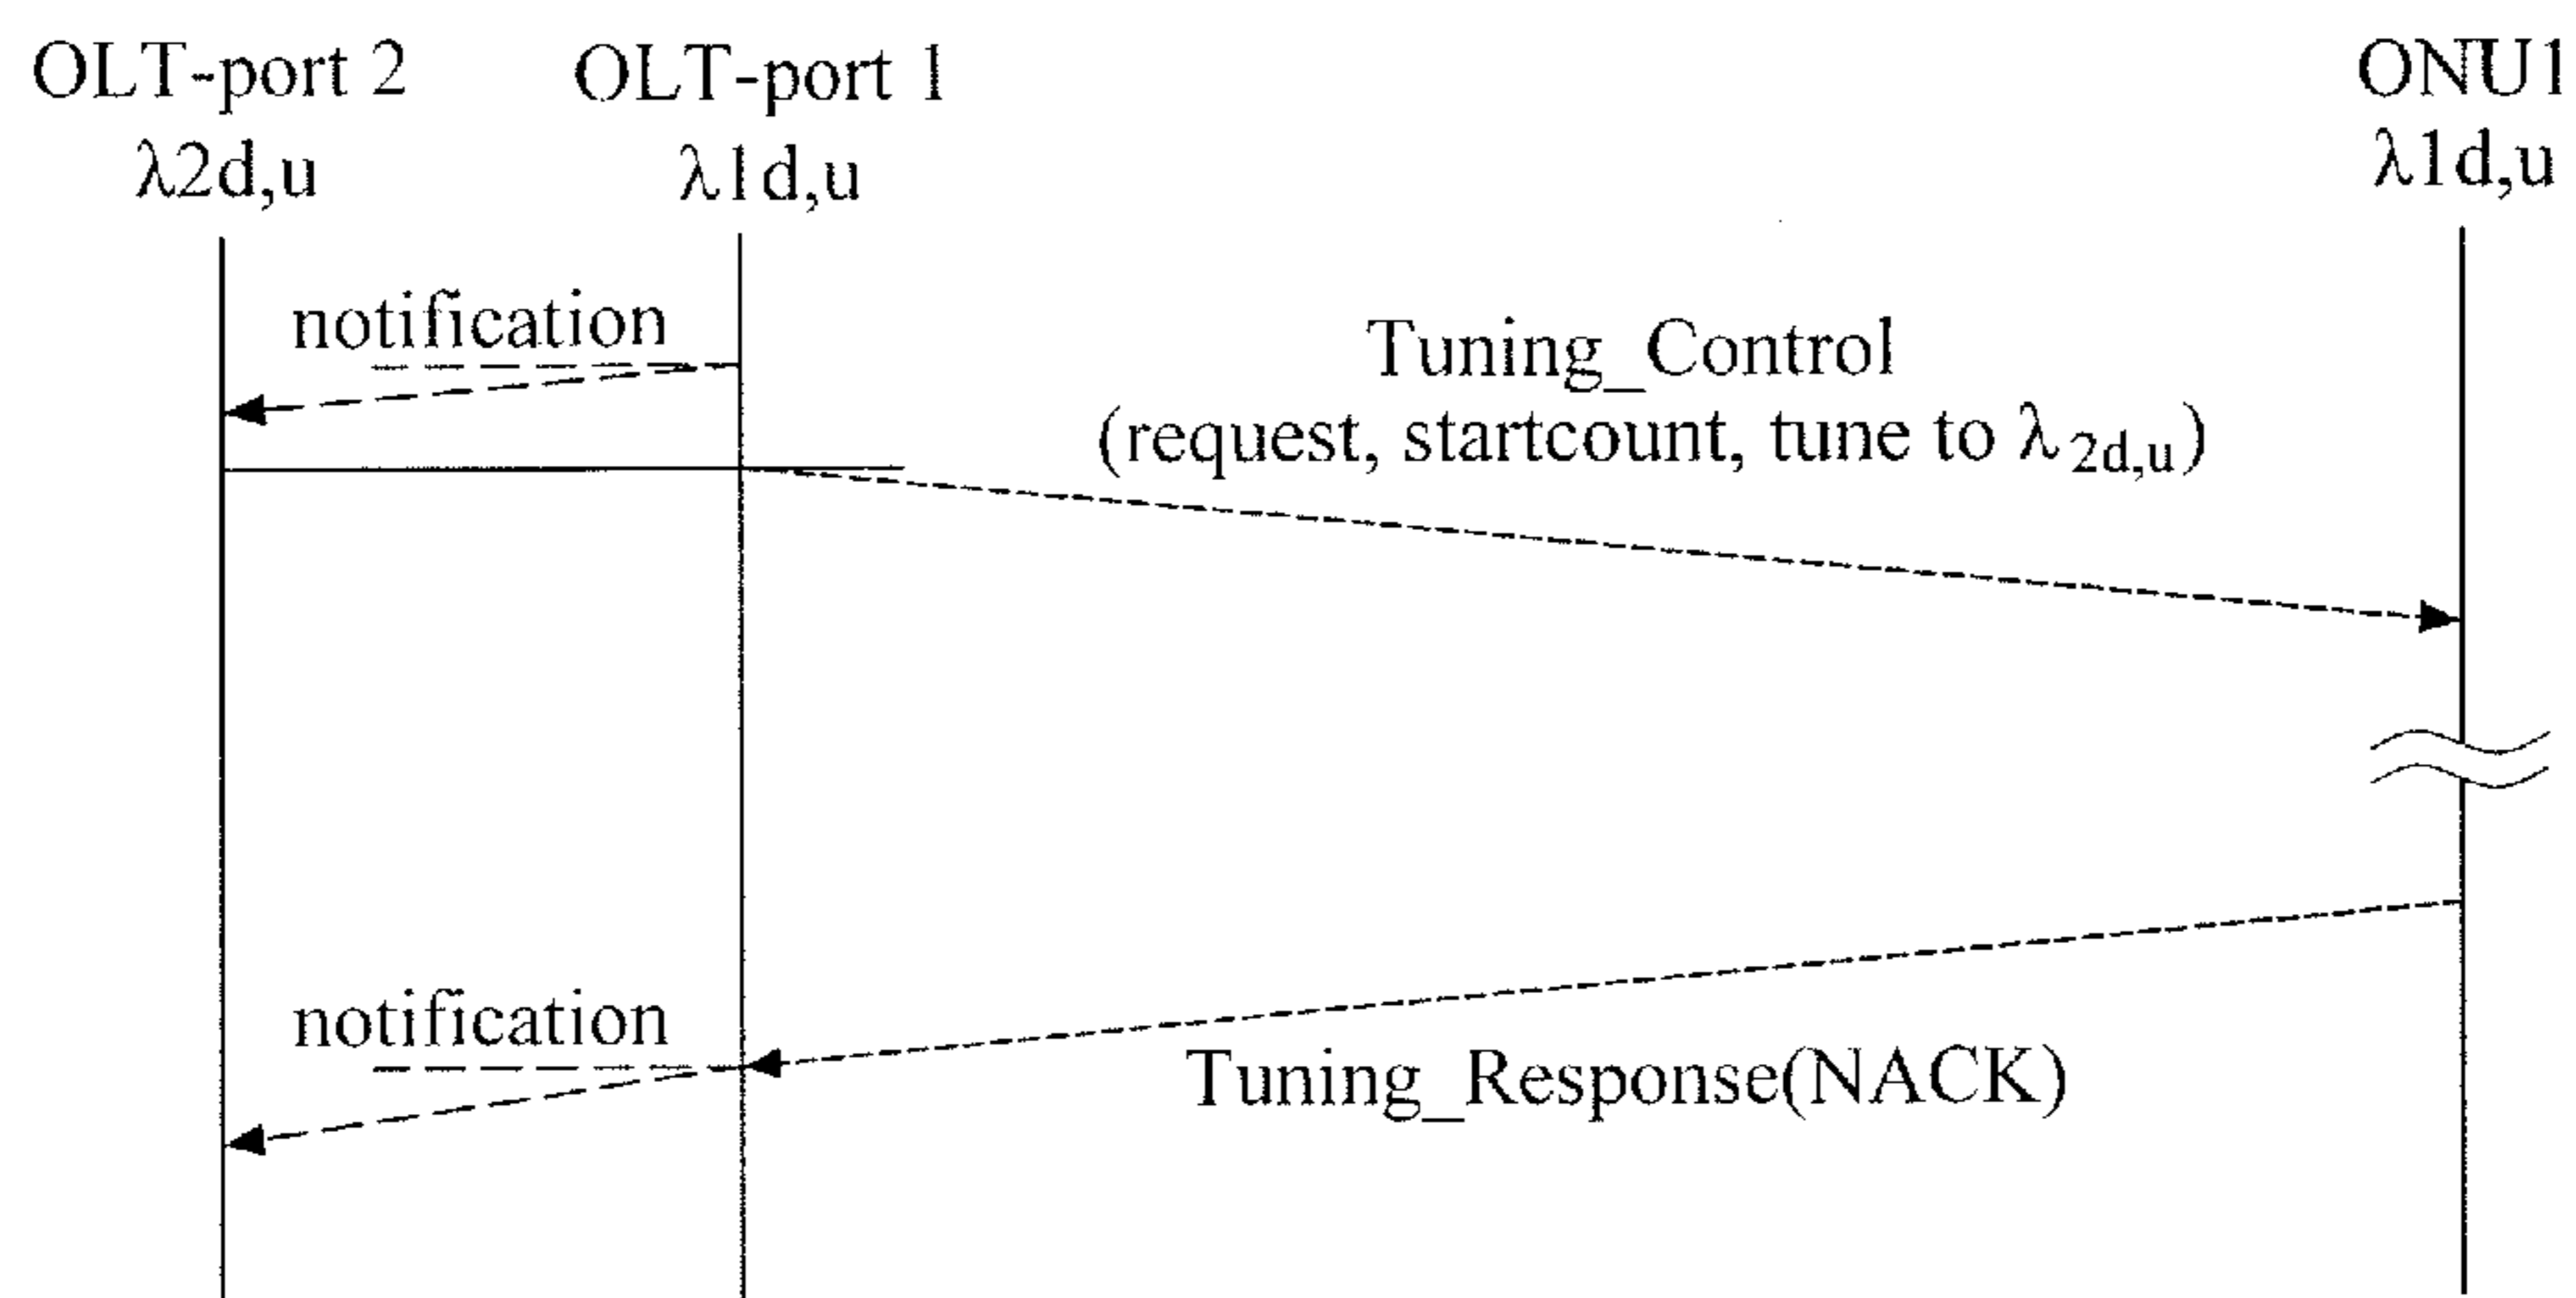 OLT-port 2
λ2d,u
OLT-port 1
λ1d,u
ONU1
λ1d,u
notification
Tuning_Control
(request, startcount, tune to λ2d,u)
notification
Tuning_Response(NACK)